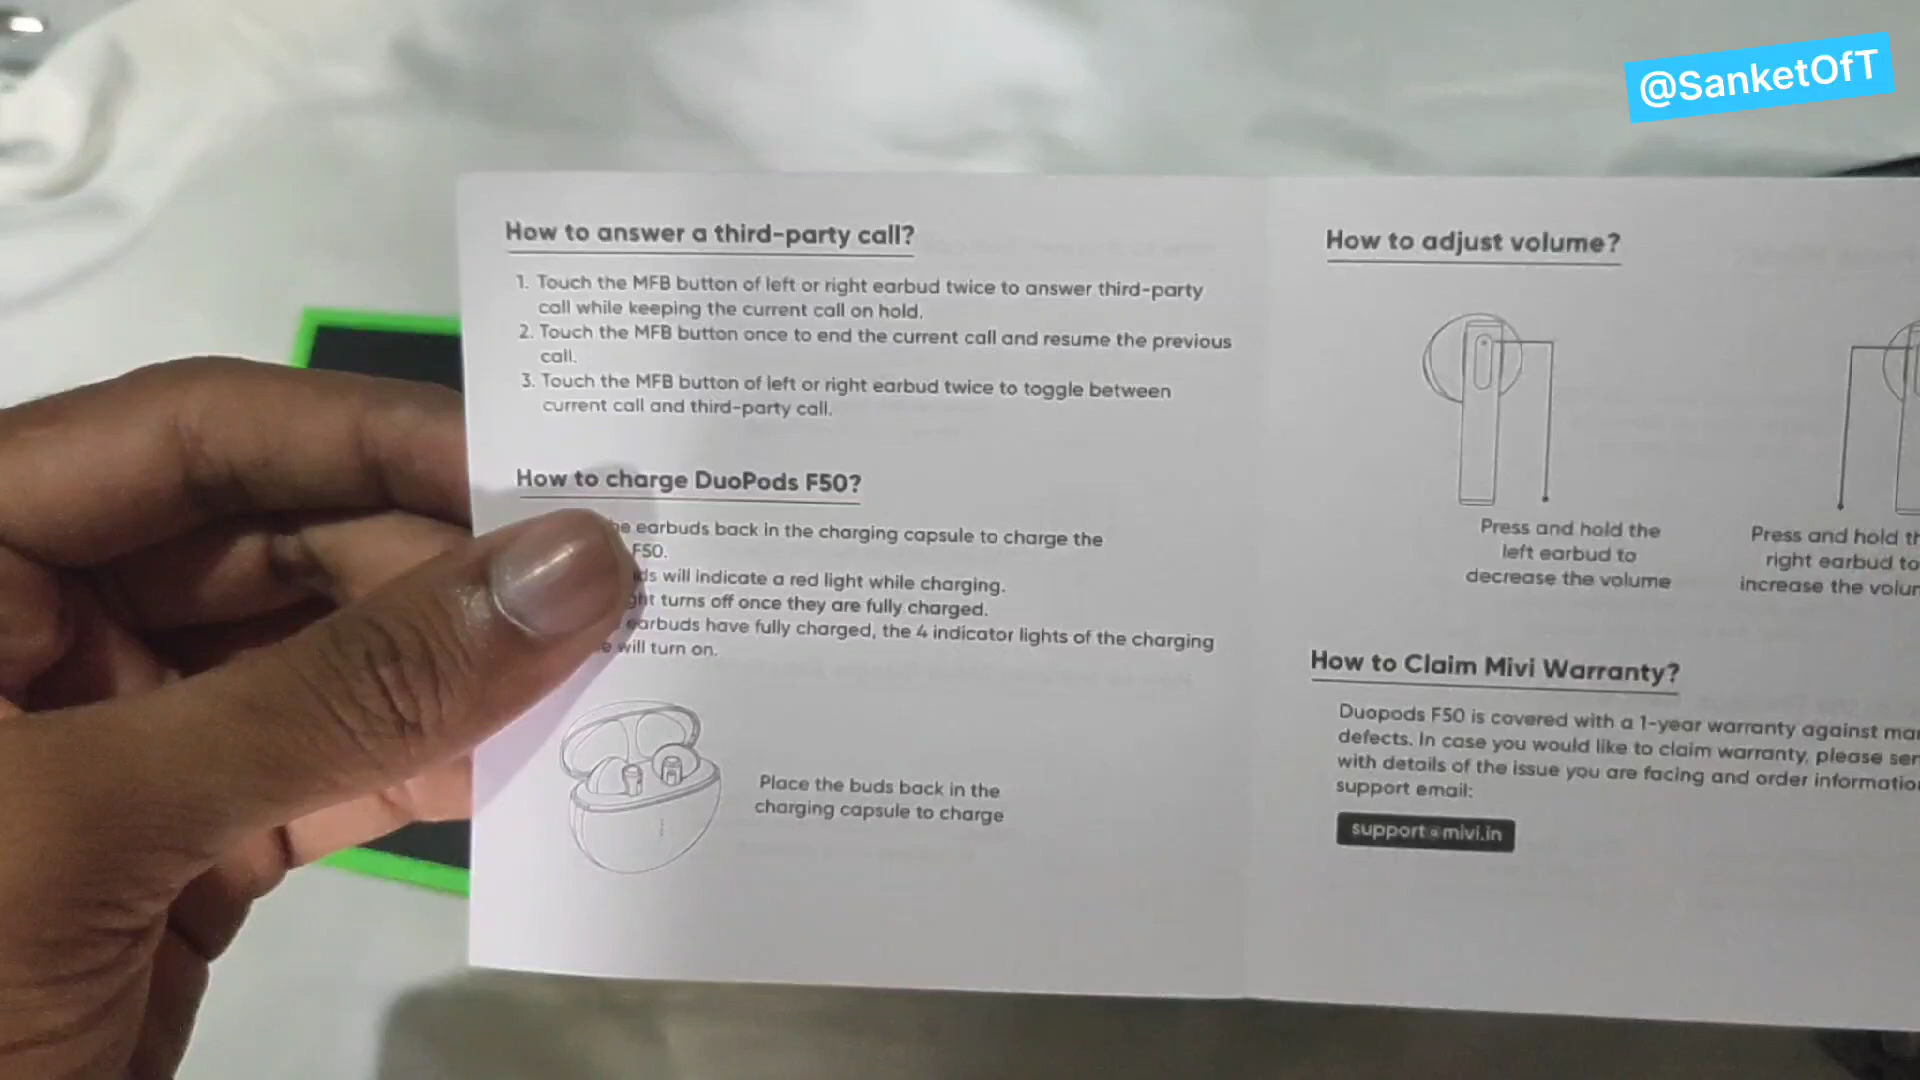 @SanketOfT
How to answer a third-party call?
1. Touch the MFB button of left or right earbud twice to answer third-party
call while keeping the current call on hold.
2. Touch the MFB button once to end the current call and resume the previous
call.
3. Touch the MFB button of left or right earbud twice to toggle between
current call and third-party call.
How to charge DuoPods F50?
earbuds back in the charging capsule to charge the
F50.
will indicate a red light while charging.
turns off once they are fully charged.
earbuds have fully charged, the 4 indicator lights of the charging
will turn on.
Place the buds back in the
charging capsule to charge
How to adjust volume?
Press and hold the
left earbud to
decrease the volume
Press and hold
right earbud to
increase the
How to Claim Mivi Warranty?
Duopods F50 is covered with a 1-year warranty against
defects. In case you would like to claim warranty, please
with details of the issue you are facing and order
support email:
support@mivi.in